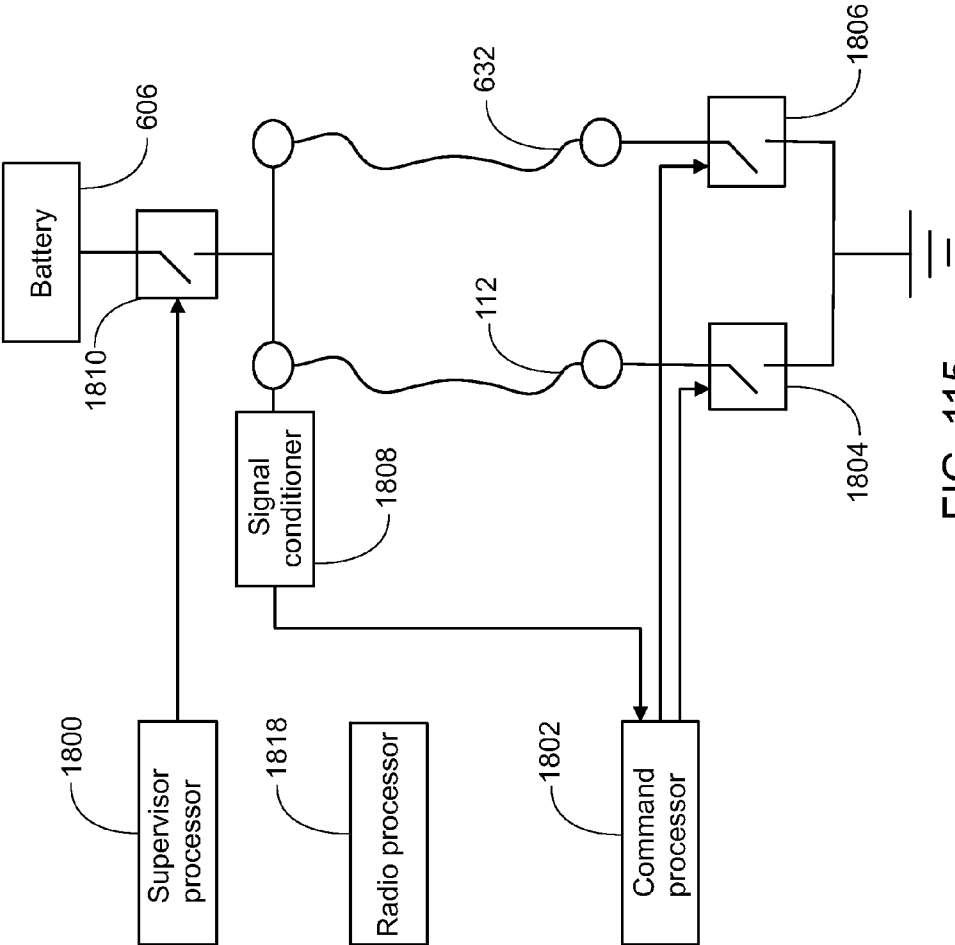 Battery
606
1810
1800
Supervisor
processor
1818
Radio processor
Signal
conditioner
1808
112
632
1802
Command
processor
1804
1806
FIG. 115